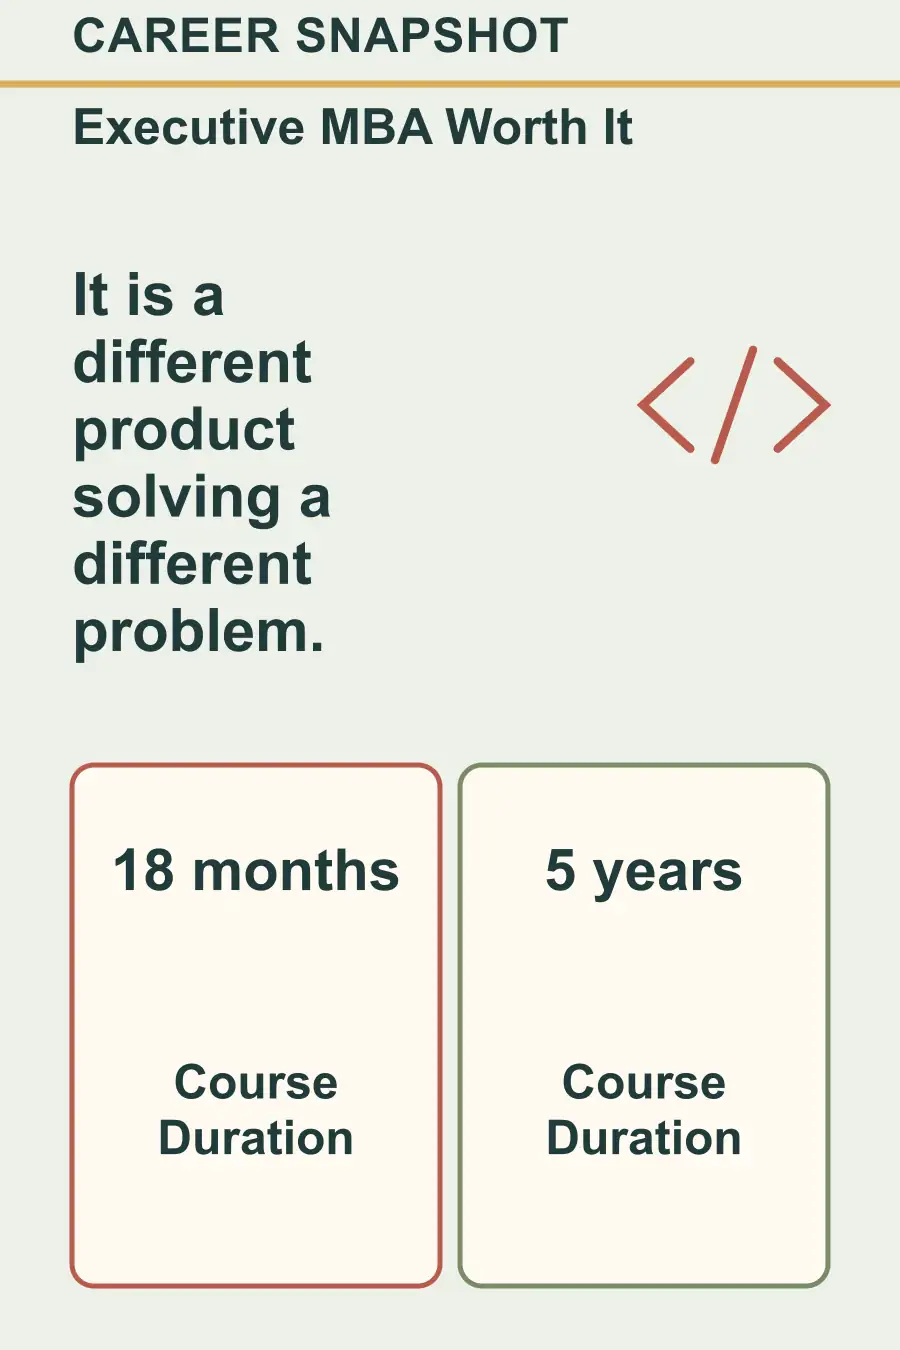 CAREER SNAPSHOT
Executive MBA Worth It
It is a
different
product
solving a
different
problem.
</>
18 months
Course
Duration
5 years
Course
Duration